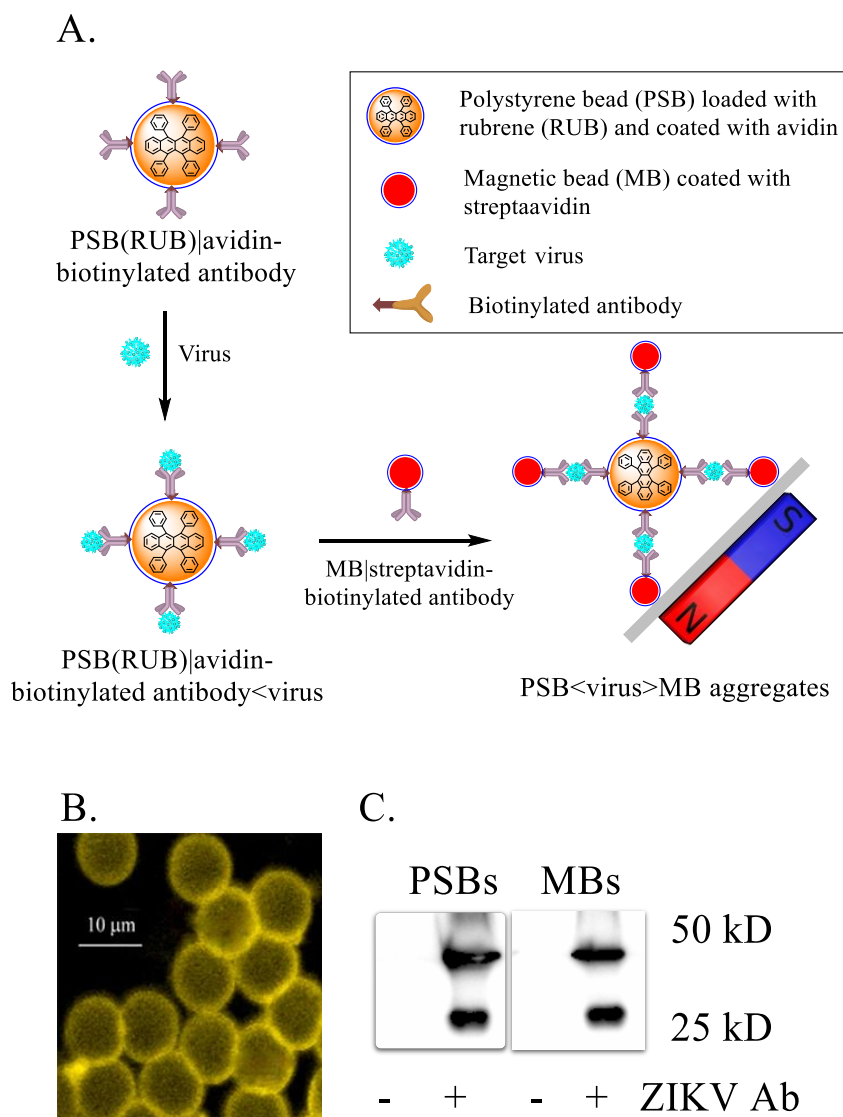 A.
PSB(RUB)|avidin-
biotinylated antibody
Polystyrene bead (PSB) loaded with
rubrene (RUB) and coated with avidin
Magnetic bead (MB) coated with
streptaavidin
Target virus
Biotinylated antibody
Virus
MB|streptavidin-
biotinylated antibody
S
N
PSB(RUB)|avidin-
biotinylated antibody<virus
PSB<virus>MB aggregates
B.
10 μm
C.
PSBs MBs
50 kD
25 kD
- + - + ZIKV Ab